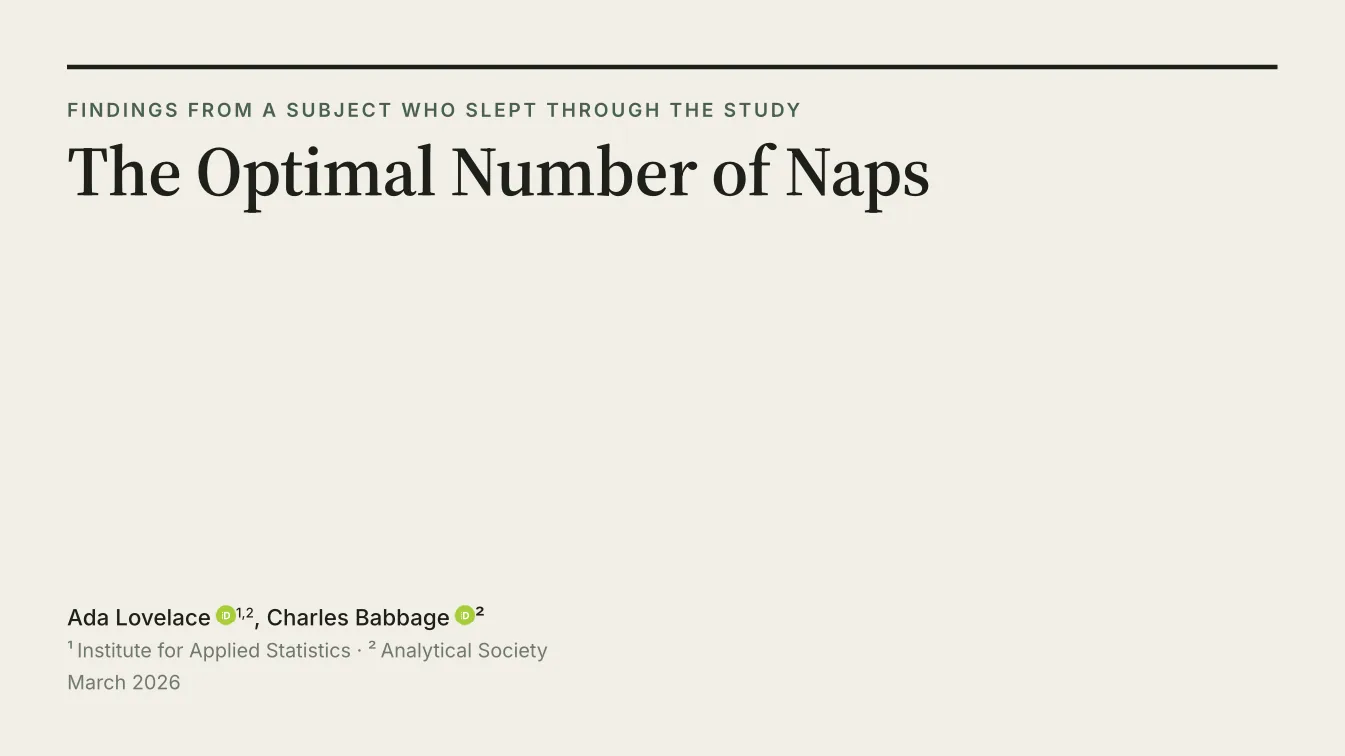 FINDINGS FROM A SUBJECT WHO SLEPT THROUGH THE STUDY
The Optimal Number of Naps
Ada Lovelace iD 1,2, Charles Babbage iD ²
¹ Institute for Applied Statistics · ² Analytical Society
March 2026